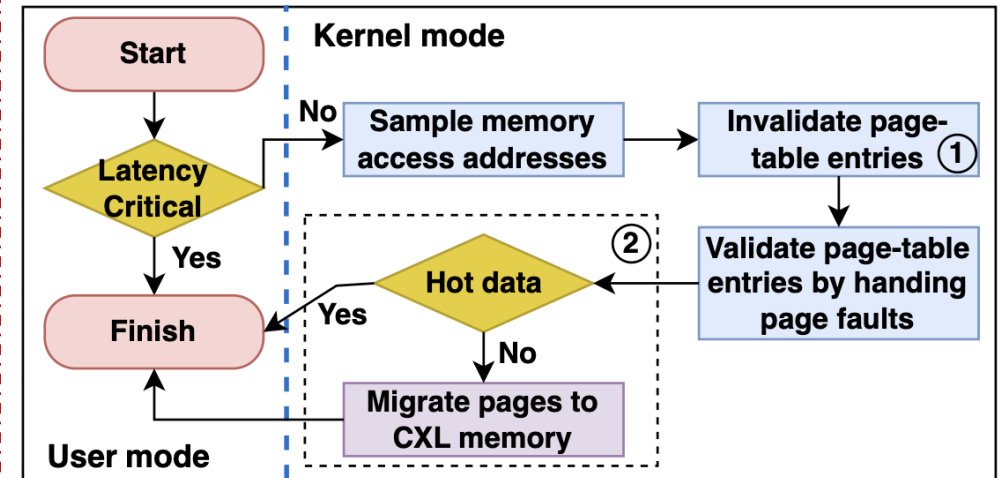 Start
Kernel mode
Latency
Critical
No
Sample memory
access addresses
Invalidate page-
table entries
1
Yes
Validate page-table
entries by handing
page faults
2
Hot data
Yes
Finish
No
Migrate pages to
CXL memory
User mode